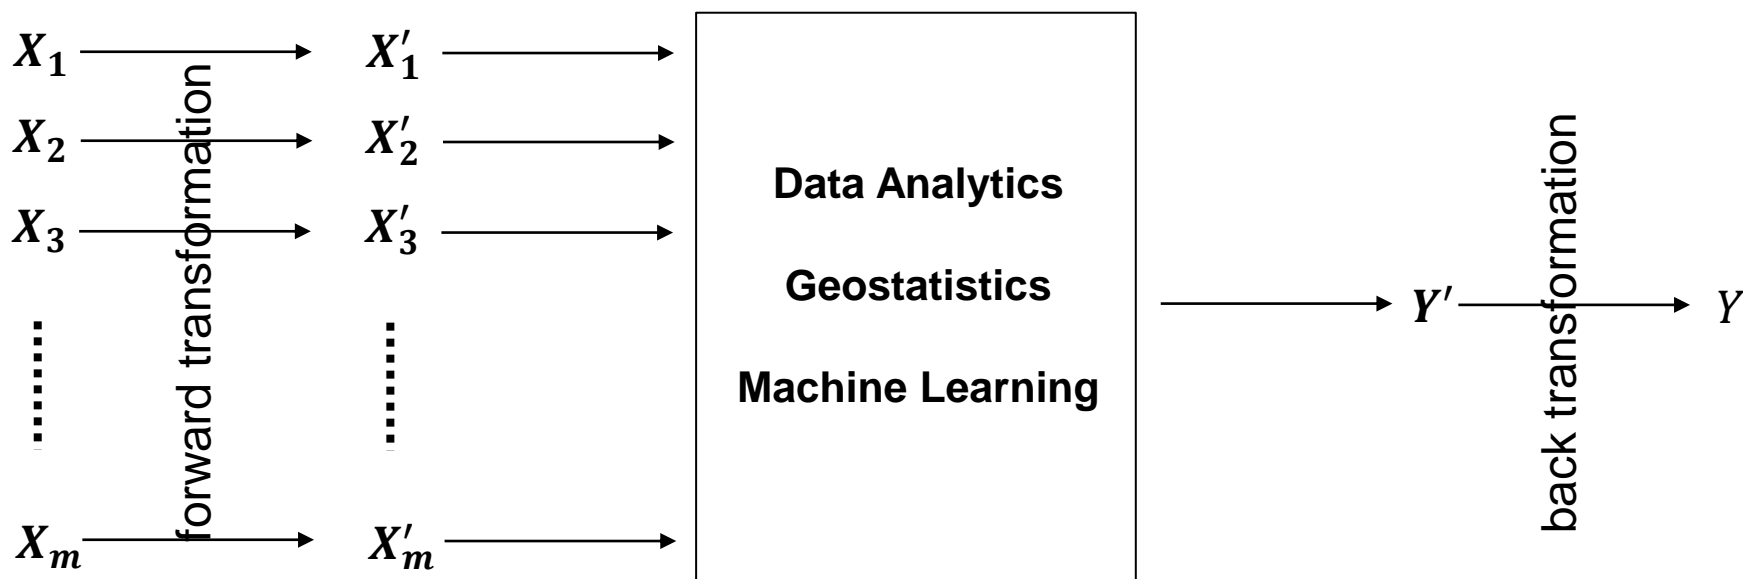 X₁ X′₁
X₂ X′₂
X₃ X′₃
Xₘ X′ₘ
forward transformation
Data Analytics
Geostatistics
Machine Learning
Y′ Y
back transformation